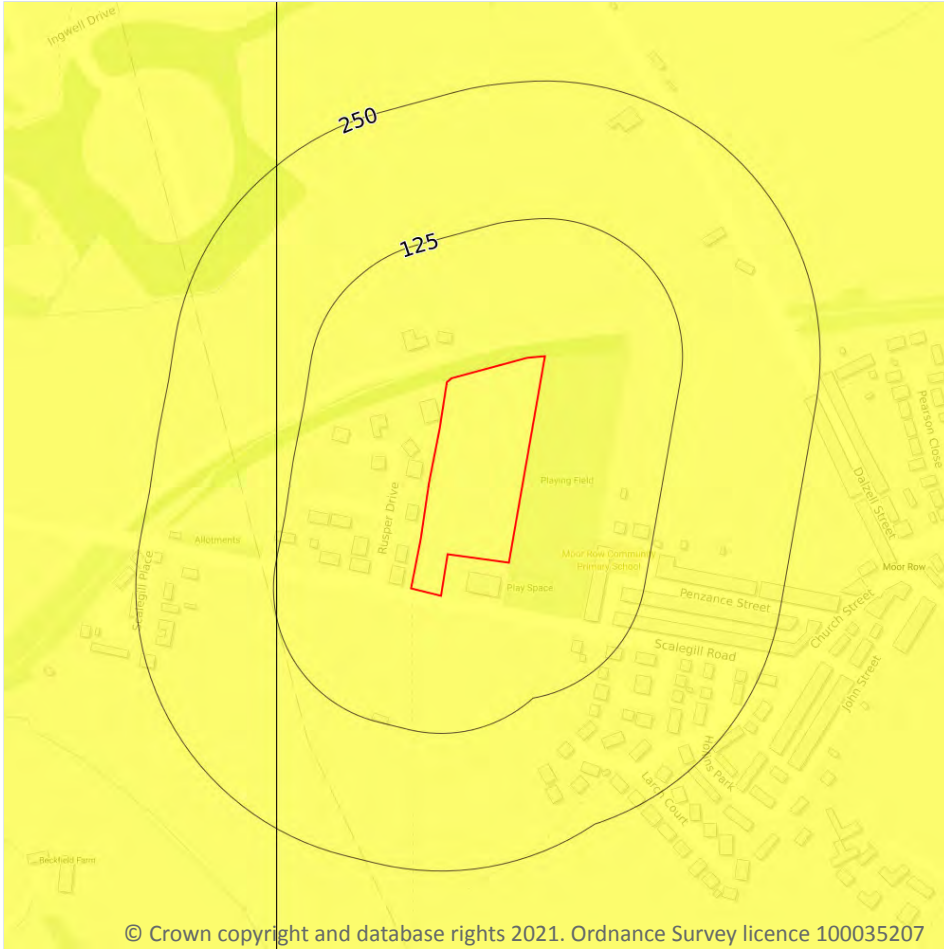 Ingwell Drive
250
125
Pearson Close
Dalzell Street
Playing Field
Rusper Drive
Allotments
Moor Row Community
Primary School
Moor Row
Scalegill Place
Play Space
Penzance Street
Church Street
Scalegill Road
John Street
Hollins Park
Larch Court
Beckfield Farm
© Crown copyright and database rights 2021. Ordnance Survey licence 100035207